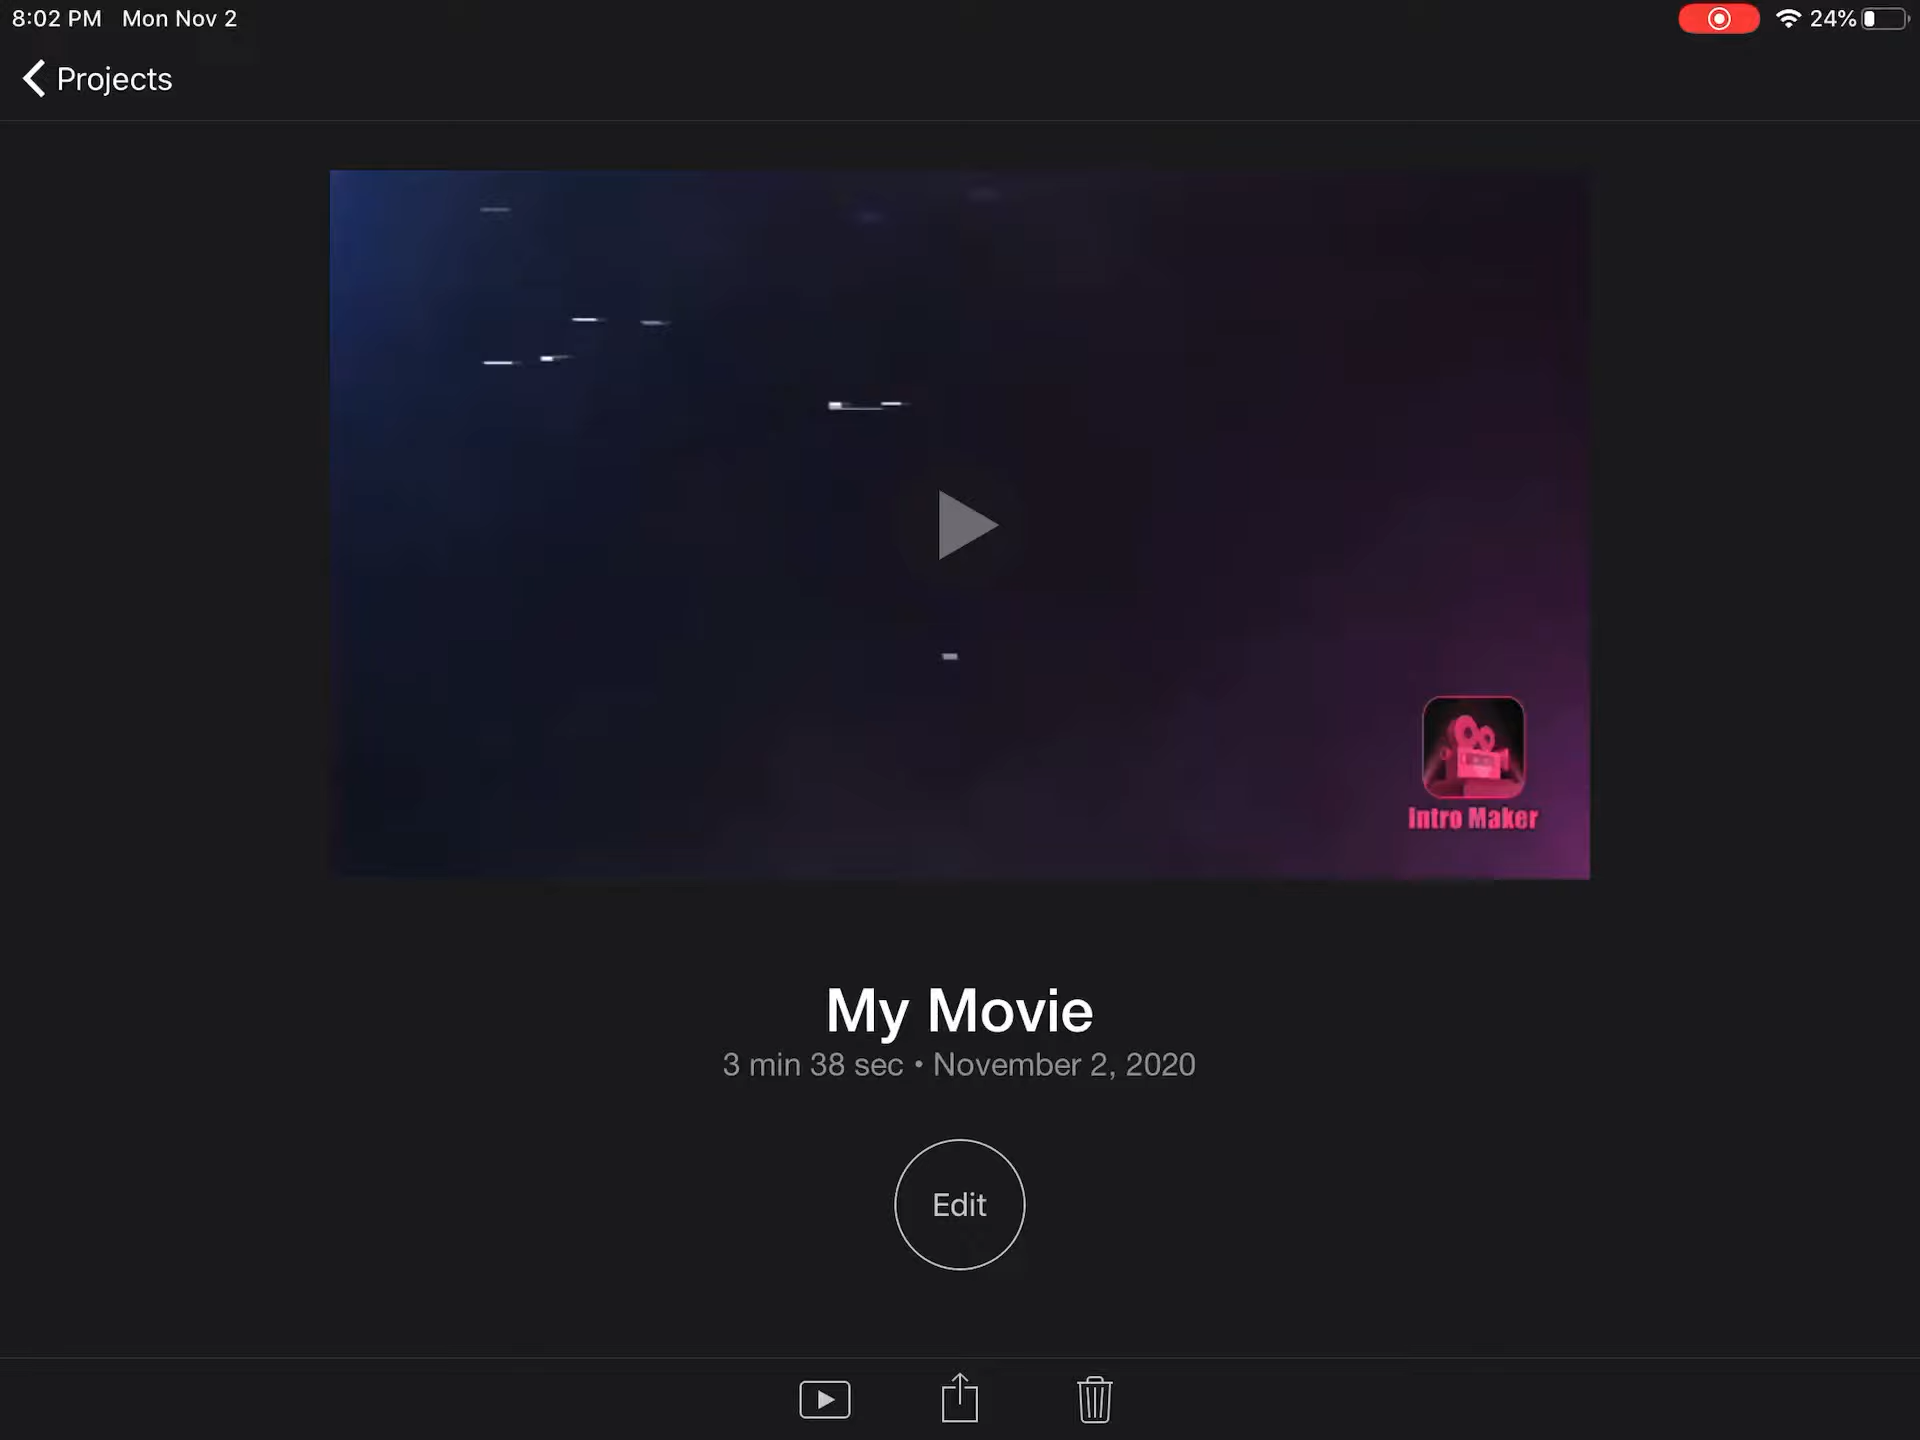 8:02 PM Mon Nov 2
24%
Projects
Intro Maker
My Movie
3 min 38 sec • November 2, 2020
Edit